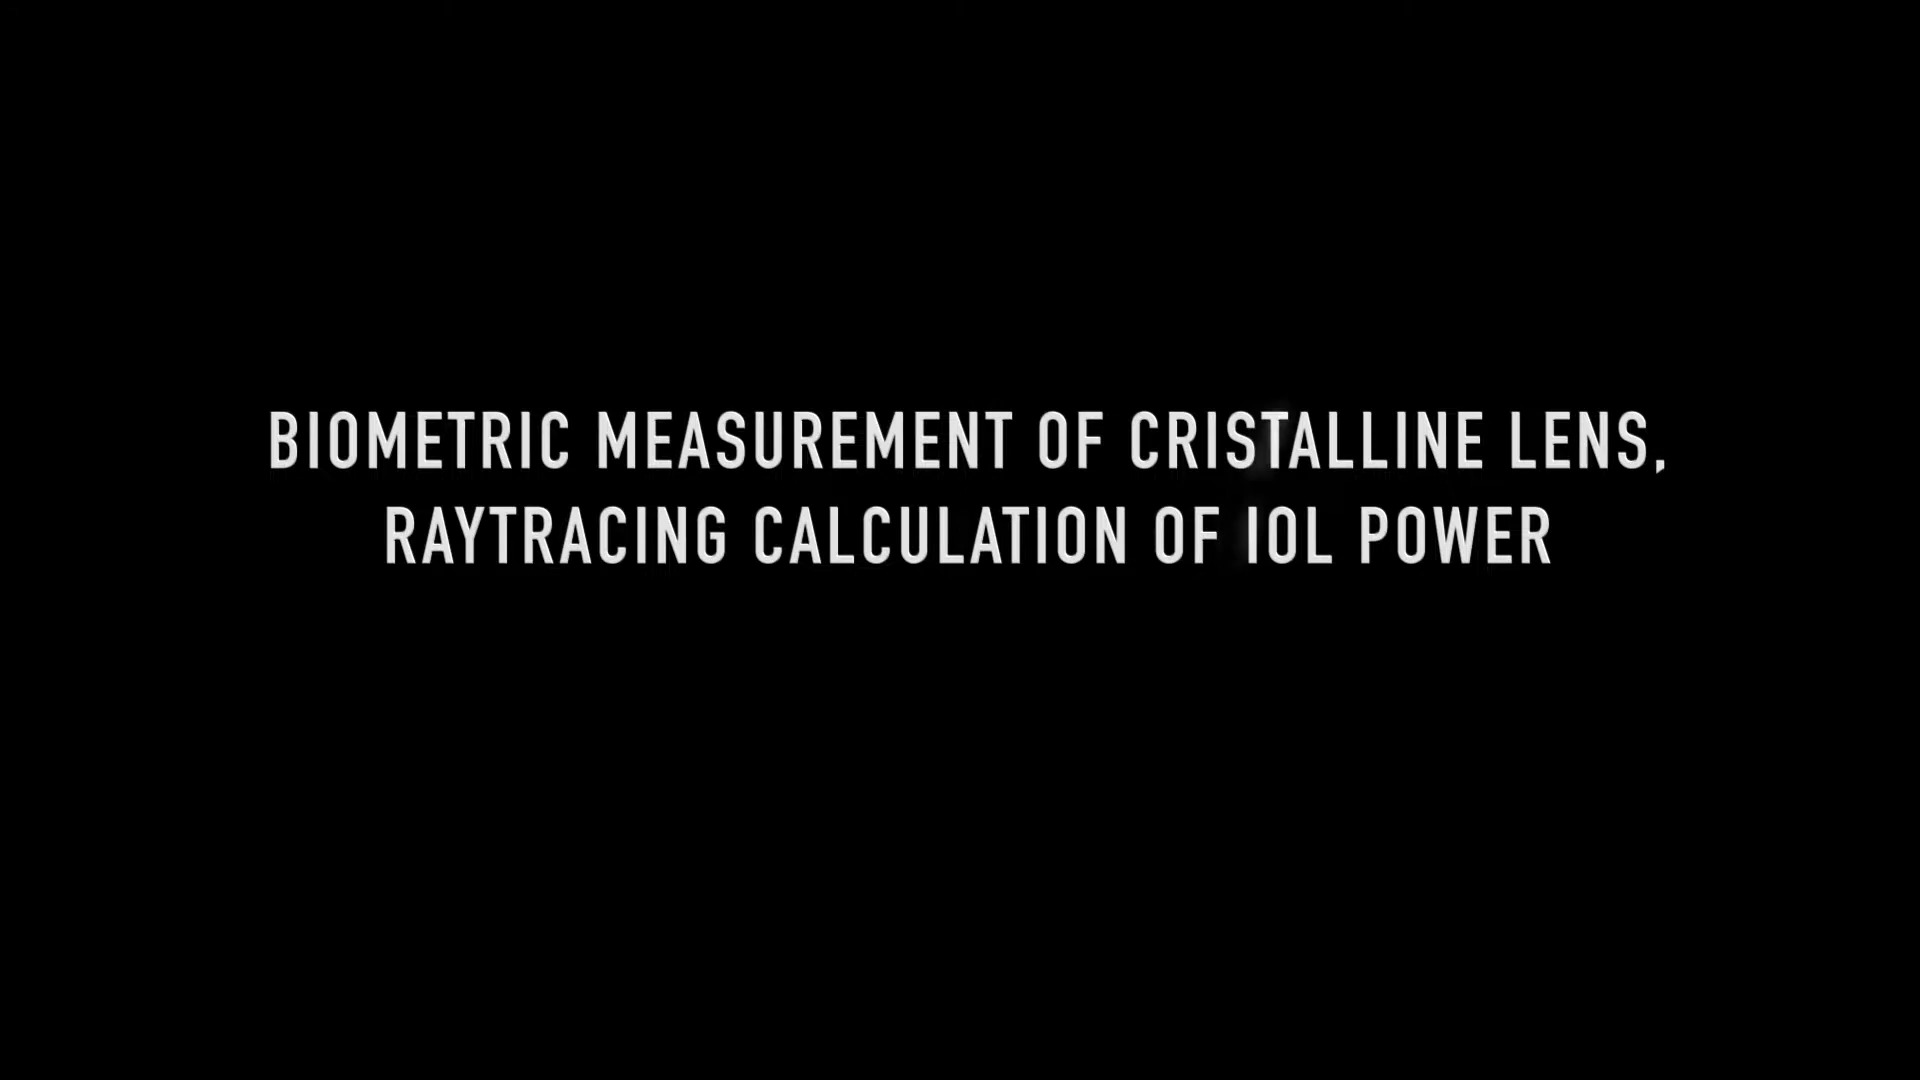 BIOMETRIC MEASUREMENT OF CRISTALLINE LENS,
RAYTRACING CALCULATION OF IOL POWER